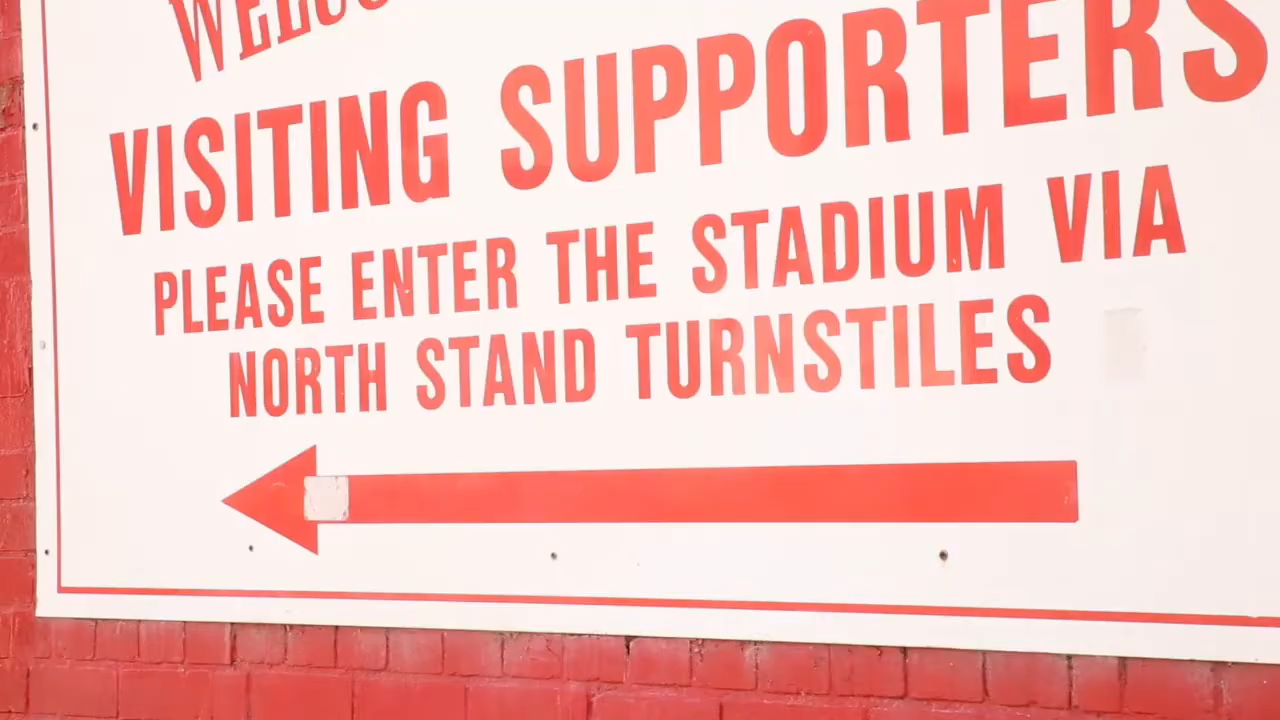 VISITING SUPPORTERS
PLEASE ENTER THE STADIUM VIA
NORTH STAND TURNSTILES